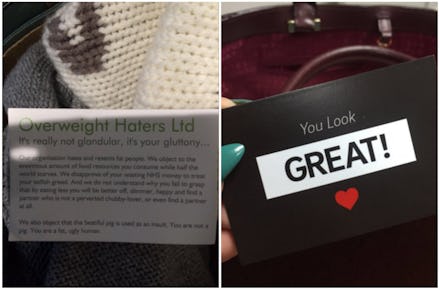 Overweight Haters Ltd
It's really not glandular, it's your gluttony...
Our organisation hates and resents fat people. We object to the
enormous amount of food resources you consume while half the
world starves. We disapprove of your wasting NHS money to treat
your selfish greed. And we do not understand why you fail to grasp
that by eating less you will be better off, slimmer, happy and find a
partner who is not a perverted chubby-lover, or even find a partner
at all.
We also object that the beatiful pig is used as an insult. You are not a
pig. You are a fat, ugly human.
You Look
GREAT!